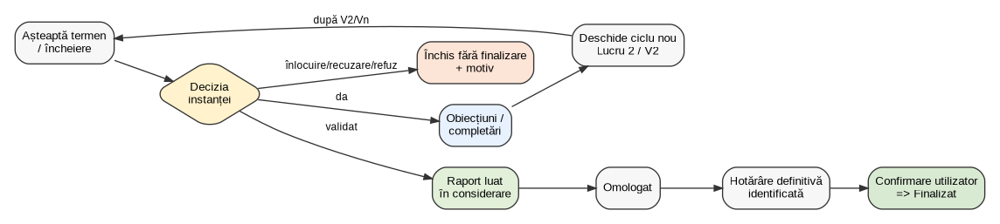 după V2/Vn
Așteaptă termen
/ încheiere
Deschide ciclu nou
Lucru 2 / V2
Închis fără finalizare
+ motiv
înlocuire/recuzare/refuz
Decizia
instanței
da
Obiecțiuni /
completări
validat
Raport luat
în considerare
Omologat
Hotărâre definitivă
identificată
Confirmare utilizator
=> Finalizat